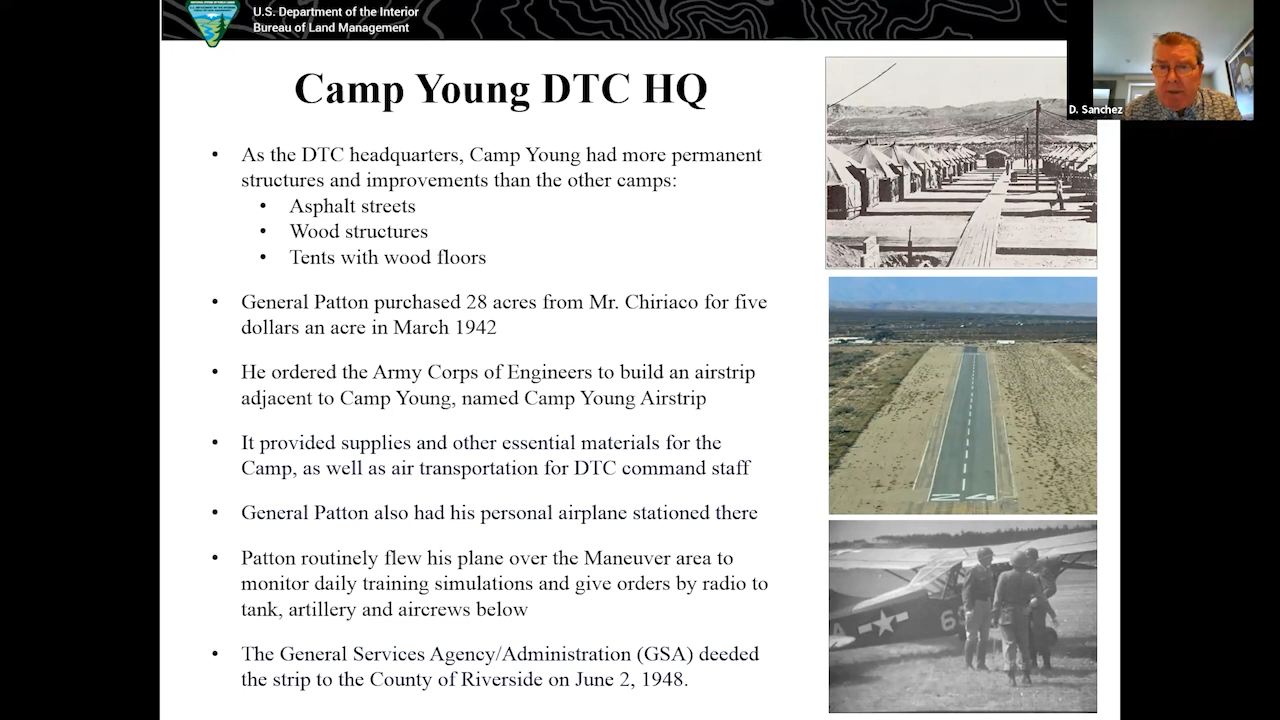 U.S. Department of the Interior
Bureau of Land Management
D. Sanchez
Camp Young DTC HQ
• As the DTC headquarters, Camp Young had more permanent
structures and improvements than the other camps:
• Asphalt streets
• Wood structures
• Tents with wood floors
• General Patton purchased 28 acres from Mr. Chiriaco for five
dollars an acre in March 1942
• He ordered the Army Corps of Engineers to build an airstrip
adjacent to Camp Young, named Camp Young Airstrip
• It provided supplies and other essential materials for the
Camp, as well as air transportation for DTC command staff
• General Patton also had his personal airplane stationed there
• Patton routinely flew his plane over the Maneuver area to
monitor daily training simulations and give orders by radio to
tank, artillery and aircrews below
• The General Services Agency/Administration (GSA) deeded
the strip to the County of Riverside on June 2, 1948.
24
6